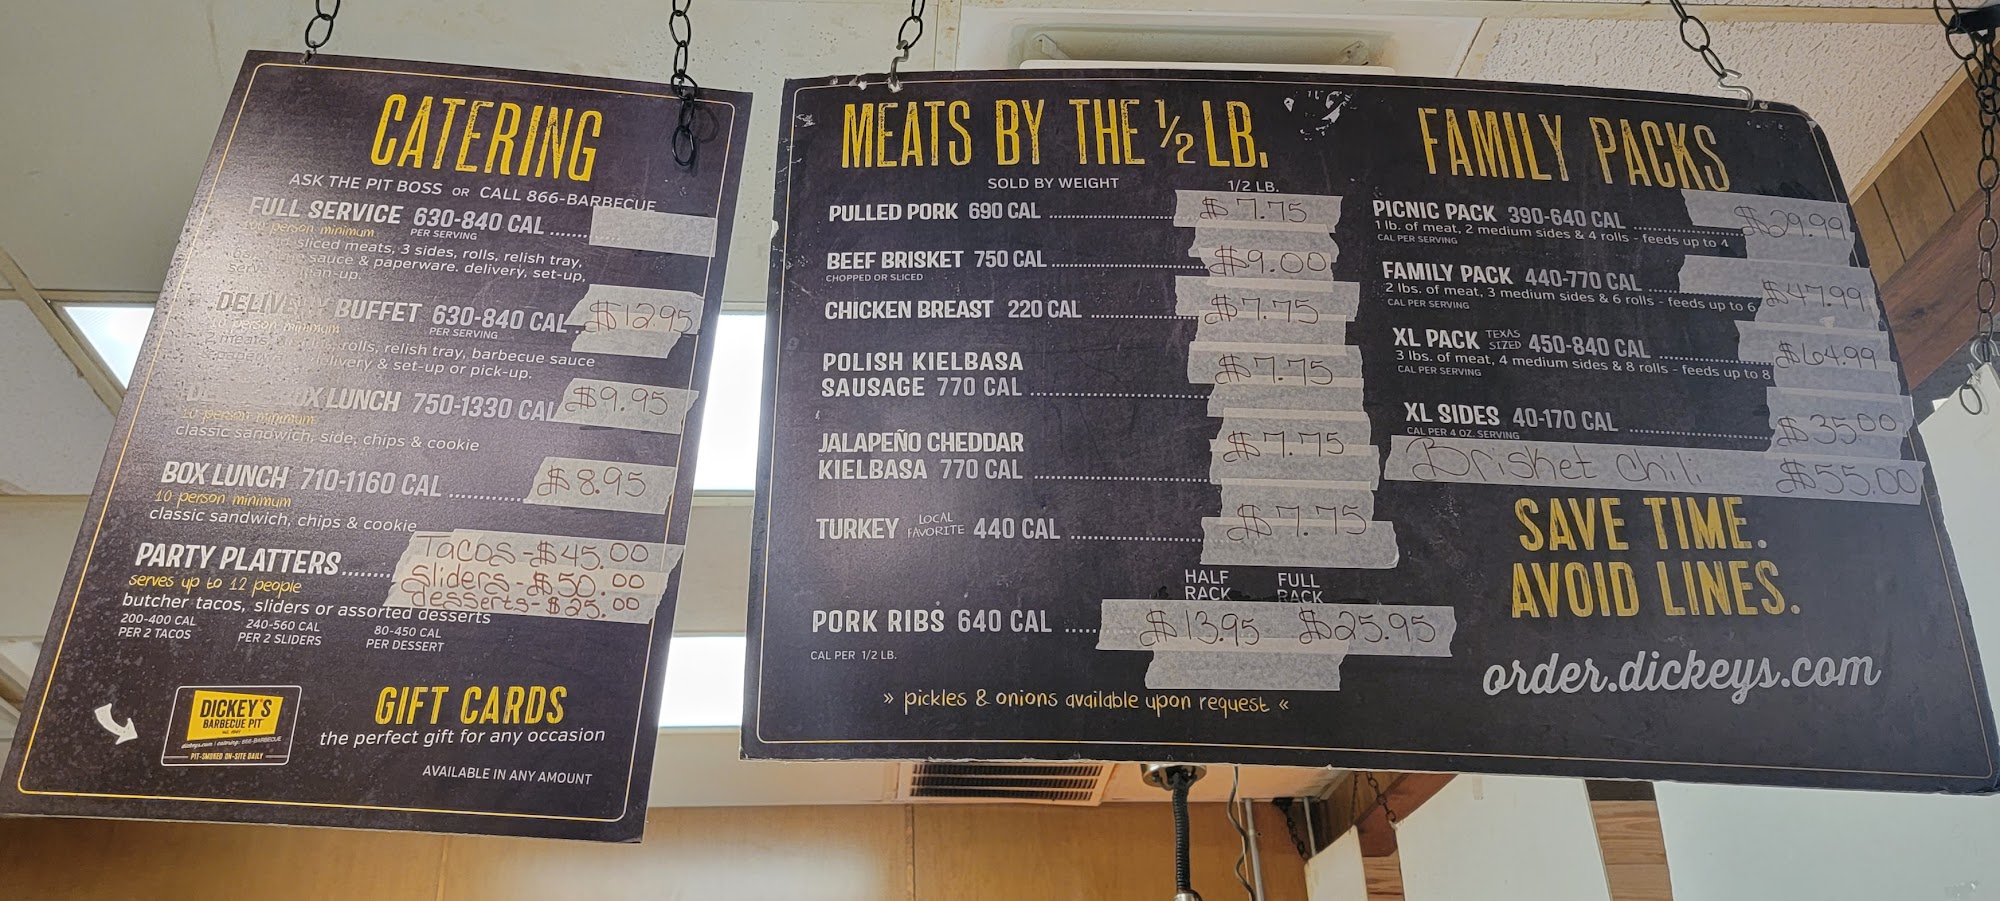 CATERING
ASK THE PIT BOSS OR CALL 866-BARBECUE
FULL SERVICE 630-840 CAL
PER SERVING
person minimum
sliced meats, 3 sides, rolls, relish tray,
sauce & paperware. delivery, set-up,
DELIVERY BUFFET 630-840 CAL $12.95
PER SERVING
10 person minimum
rolls, relish tray, barbecue sauce
delivery & set-up or pick-up.
BOX LUNCH 750-1330 CAL $9.95
10 person minimum
classic sandwich, side, chips & cookie
BOX LUNCH 710-1160 CAL $8.95
10 person minimum
classic sandwich, chips & cookie
PARTY PLATTERS Tacos-$45.00
sliders-$50.00
desserts-$25.00
serves up to 12 people
butcher tacos, sliders or assorted desserts
200-400 CAL 240-560 CAL 80-450 CAL
PER 2 TACOS PER 2 SLIDERS PER DESSERT
DICKEY'S
BARBECUE PIT
dickeys.com | catering: 866-BARBECUE
PIT-SMOKED ON-SITE DAILY
GIFT CARDS
the perfect gift for any occasion
AVAILABLE IN ANY AMOUNT
MEATS BY THE ½ LB.
SOLD BY WEIGHT 1/2 LB.
PULLED PORK 690 CAL $7.75
BEEF BRISKET 750 CAL $9.00
CHOPPED OR SLICED
CHICKEN BREAST 220 CAL $7.75
POLISH KIELBASA
SAUSAGE 770 CAL $7.75
JALAPEÑO CHEDDAR
KIELBASA 770 CAL $7.75
TURKEY LOCAL FAVORITE 440 CAL $7.75
HALF RACK FULL RACK
PORK RIBS 640 CAL $13.95 $25.95
CAL PER 1/2 LB.
» pickles & onions available upon request «
FAMILY PACKS
PICNIC PACK 390-640 CAL $29.99
1 lb. of meat, 2 medium sides & 4 rolls - feeds up to 4
CAL PER SERVING
FAMILY PACK 440-770 CAL $47.99
2 lbs. of meat, 3 medium sides & 6 rolls - feeds up to 6
CAL PER SERVING
XL PACK TEXAS SIZED 450-840 CAL $64.99
3 lbs. of meat, 4 medium sides & 8 rolls - feeds up to 8
CAL PER SERVING
XL SIDES 40-170 CAL $35.00
CAL PER 4 OZ. SERVING
Brisket Chili $55.00
SAVE TIME.
AVOID LINES.
order.dickeys.com